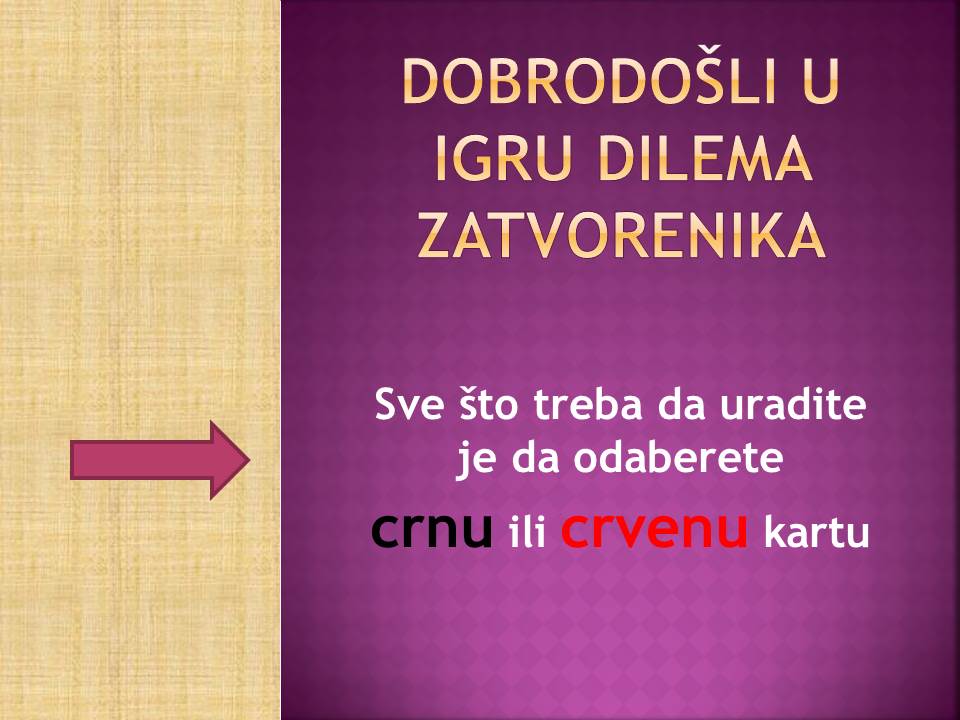 DOBRODOŠLI U
IGRU DILEMA
ZATVORENIKA
Sve što treba da uradite
je da odaberete
crnu ili crvenu kartu